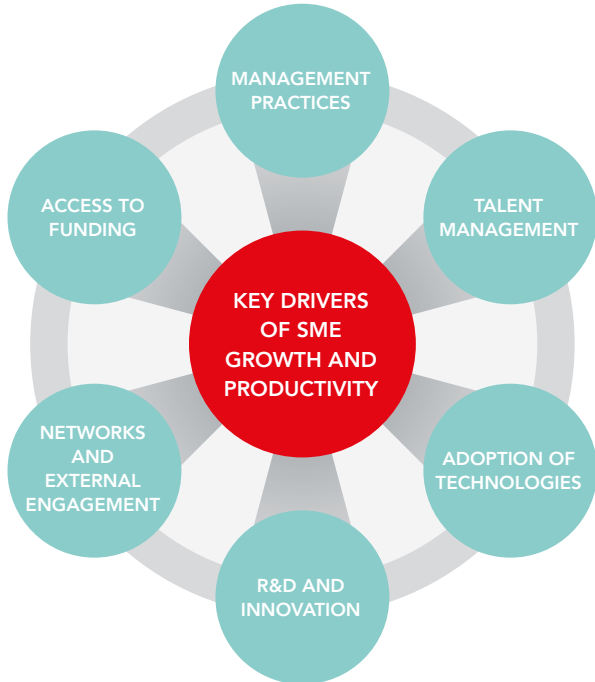 MANAGEMENT
PRACTICES
TALENT
MANAGEMENT
ADOPTION OF
TECHNOLOGIES
R&D AND
INNOVATION
NETWORKS
AND
EXTERNAL
ENGAGEMENT
ACCESS TO
FUNDING
KEY DRIVERS
OF SME
GROWTH AND
PRODUCTIVITY